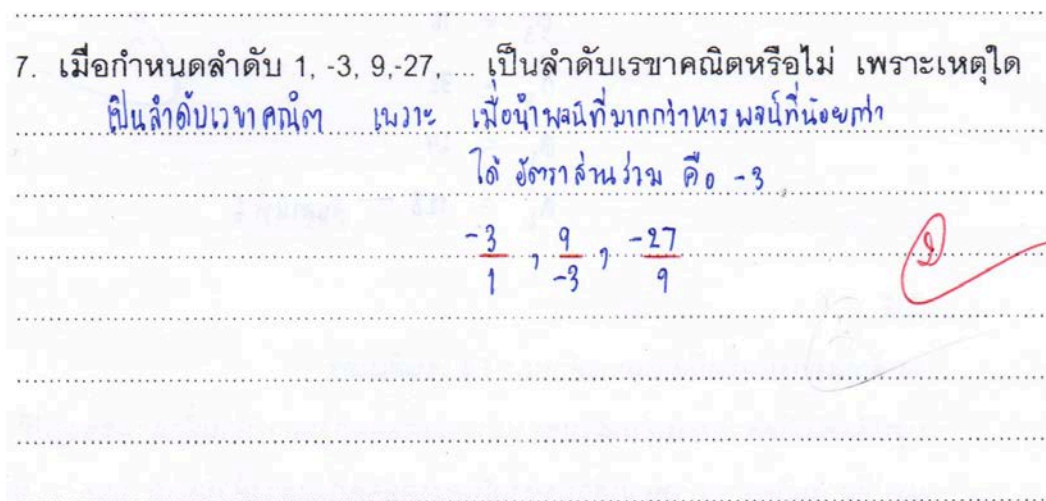 7. เมื่อกำหนดลำดับ 1, -3, 9,-27, ... เป็นลำดับเรขาคณิตหรือไม่ เพราะเหตุใด
เป็นลำดับเรขาคณิต เพราะ เมื่อนำพจน์ที่มากกว่าหารพจน์ที่น้อยกว่า
ได้ อัตราส่วนร่วม คือ -3
-3/1 , 9/-3 , -27/9